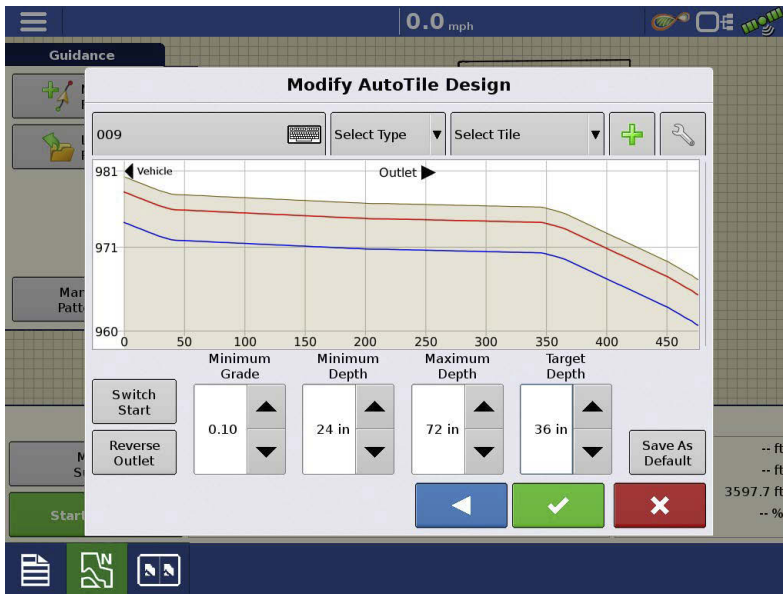 0.0 mph
Guidance
Modify AutoTile Design
009
Select Type
Select Tile
981
Vehicle
Outlet
971
960
0 50 100 150 200 250 300 350 400 450
Minimum Grade
Minimum Depth
Maximum Depth
Target Depth
Switch Start
Reverse Outlet
0.10
24 in
72 in
36 in
Save As Default
Mar
Patt
Start
-- ft
-- ft
3597.7 ft
-- %
N